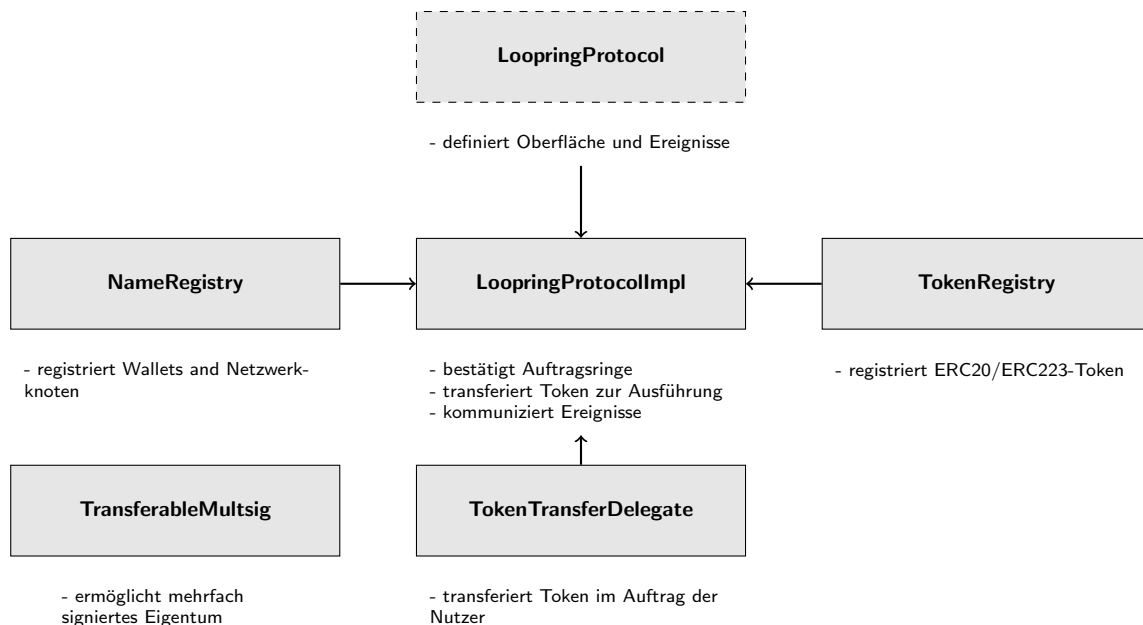 LoopringProtocol
- definiert Oberfläche und Ereignisse
NameRegistry
LoopringProtocolImpl
TokenRegistry
- registriert Wallets and Netzwerk-
knoten
- bestätigt Auftragsringe
- transferiert Token zur Ausführung
- kommuniziert Ereignisse
- registriert ERC20/ERC223-Token
TransferableMultsig
TokenTransferDelegate
- ermöglicht mehrfach
signiertes Eigentum
- transferiert Token im Auftrag der
Nutzer